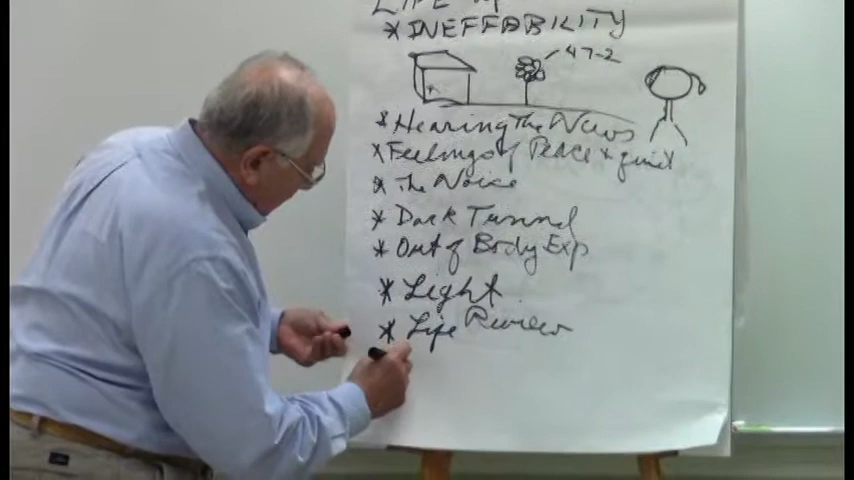 LIFE
* INEFFABILITY
47-2
* Hearing The News
* Feelings of Peace & quiet
* The Noise
* Dark Tunnel
* Out of Body Exp
* Light
* Life Review